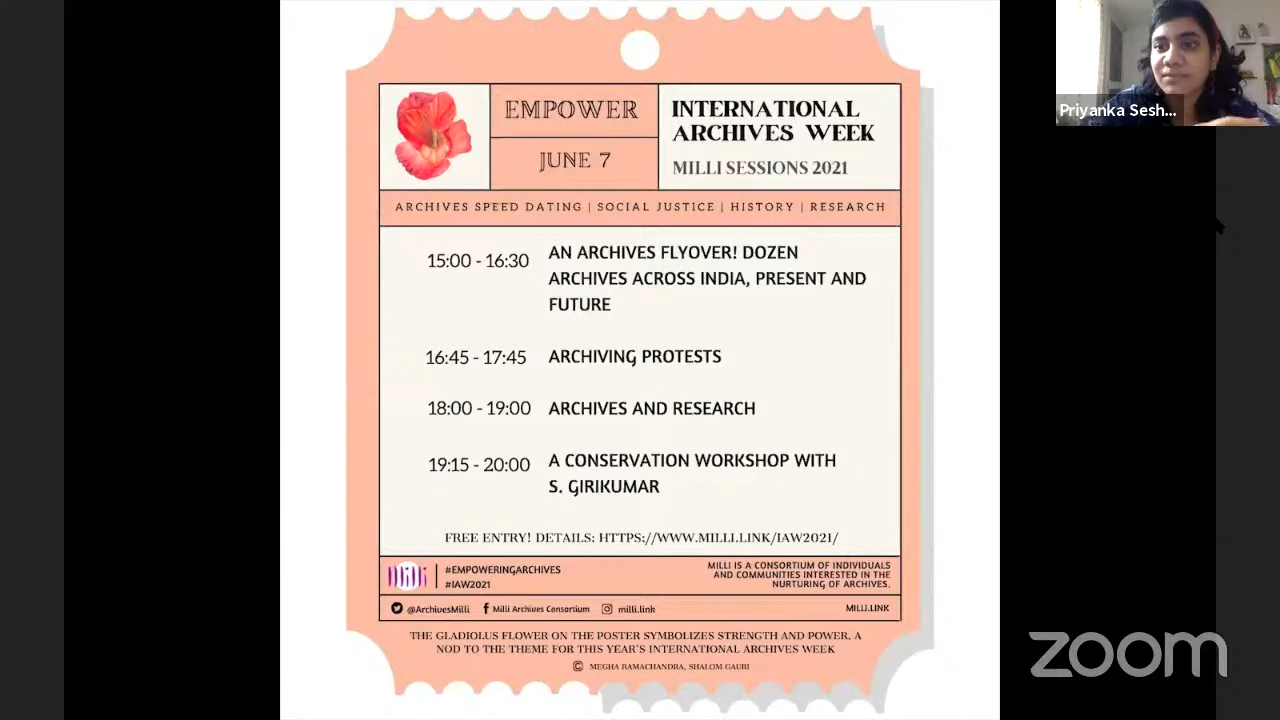 EMPOWER
JUNE 7
INTERNATIONAL
ARCHIVES WEEK
MILLI SESSIONS 2021
ARCHIVES SPEED DATING | SOCIAL JUSTICE | HISTORY | RESEARCH
15:00 - 16:30
AN ARCHIVES FLYOVER! DOZEN
ARCHIVES ACROSS INDIA, PRESENT AND
FUTURE
16:45 - 17:45
ARCHIVING PROTESTS
18:00 - 19:00
ARCHIVES AND RESEARCH
19:15 - 20:00
A CONSERVATION WORKSHOP WITH
S. GIRIKUMAR
FREE ENTRY! DETAILS: HTTPS://WWW.MILLI.LINK/IAW2021/
milli
#EMPOWERINGARCHIVES
#IAW2021
MILLI IS A CONSORTIUM OF INDIVIDUALS
AND COMMUNITIES INTERESTED IN THE
NURTURING OF ARCHIVES.
@ArchivesMilli
Milli Archives Consortium
milli.link
MILLI.LINK
THE GLADIOLUS FLOWER ON THE POSTER SYMBOLIZES STRENGTH AND POWER, A
NOD TO THE THEME FOR THIS YEAR'S INTERNATIONAL ARCHIVES WEEK
© MEGHA RAMACHANDRA, SHALOM GAURI
Priyanka Sesh...
zoom